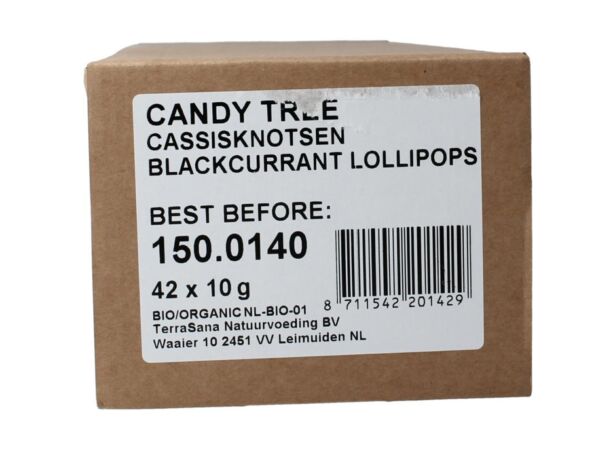 CANDY TREE
CASSISKNOTSEN
BLACKCURRANT LOLLIPOPS
BEST BEFORE:
150.0140
42 x 10 g
8 711542 201429
BIO/ORGANIC NL-BIO-01
TerraSana Natuurvoeding BV
Waaier 10 2451 VV Leimuiden NL